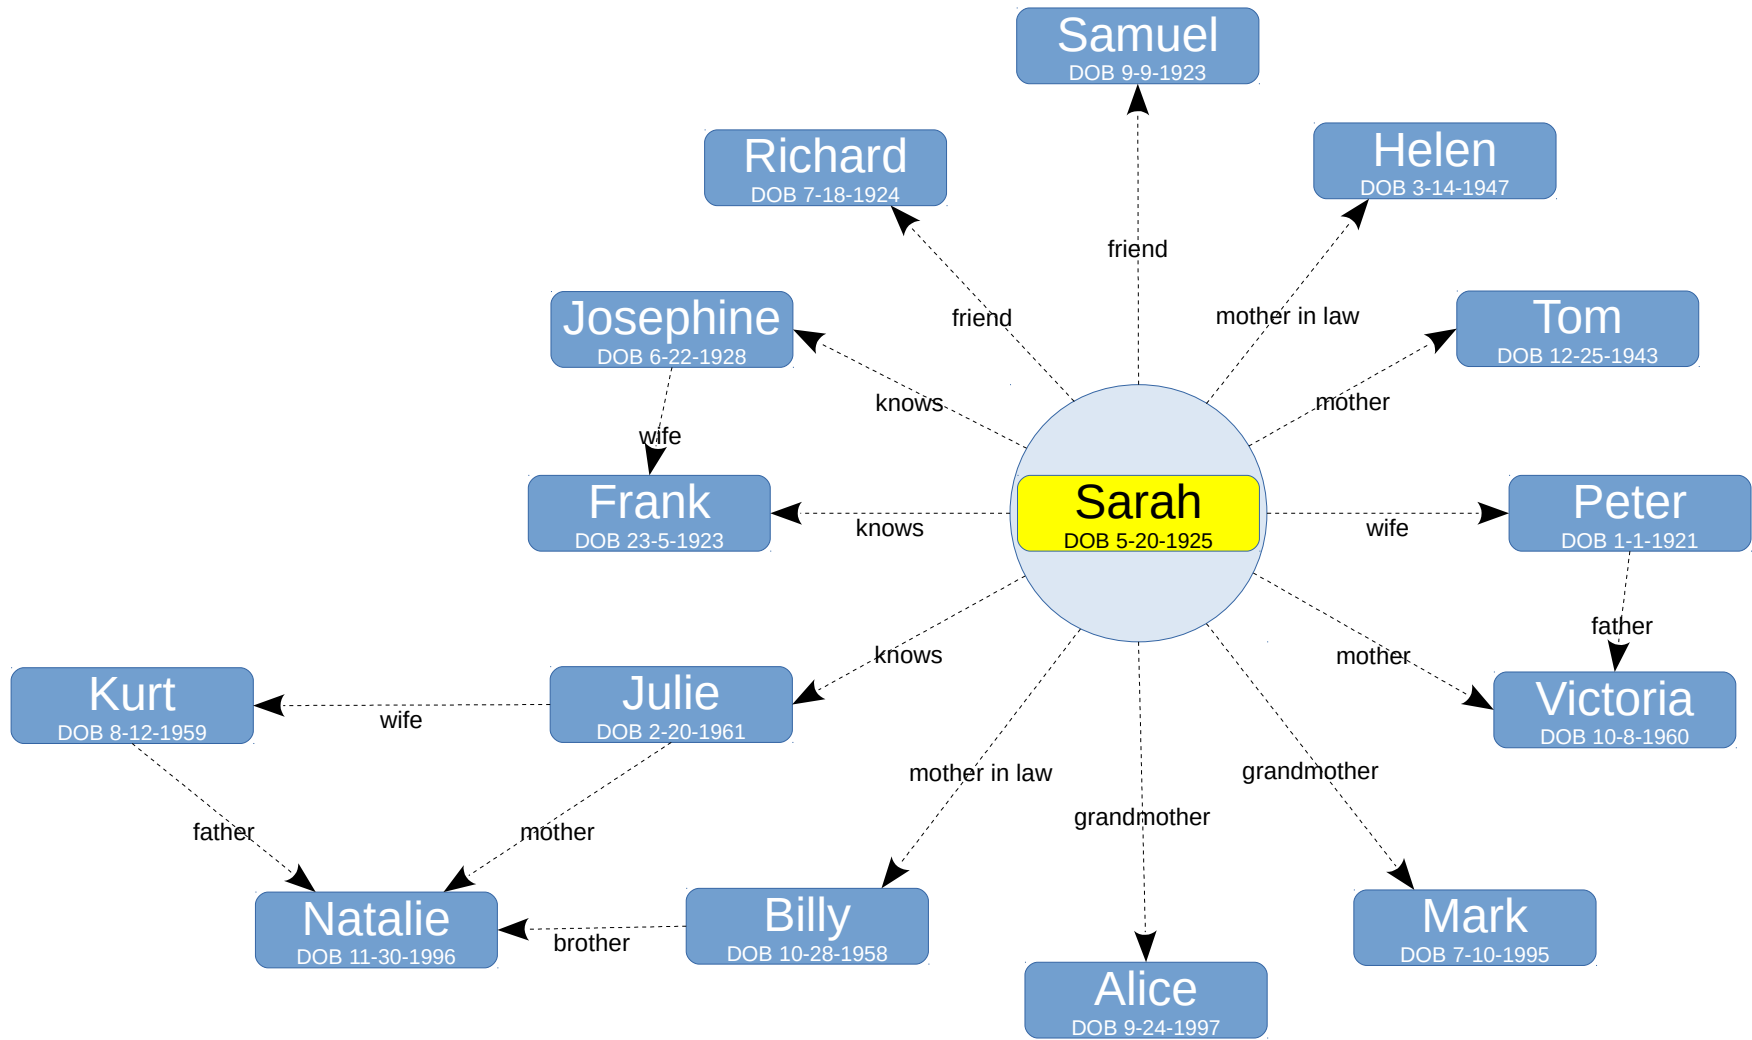 Samuel
DOB 9-9-1923
Richard
DOB 7-18-1924
Helen
DOB 3-14-1947
friend
friend
mother in law
Josephine
DOB 6-22-1928
Tom
DOB 12-25-1943
knows
mother
wife
Frank
DOB 23-5-1923
knows
Sarah
DOB 5-20-1925
wife
Peter
DOB 1-1-1921
father
knows
mother
Kurt
DOB 8-12-1959
wife
Julie
DOB 2-20-1961
Victoria
DOB 10-8-1960
mother in law
grandmother
grandmother
father
mother
Natalie
DOB 11-30-1996
brother
Billy
DOB 10-28-1958
Mark
DOB 7-10-1995
Alice
DOB 9-24-1997